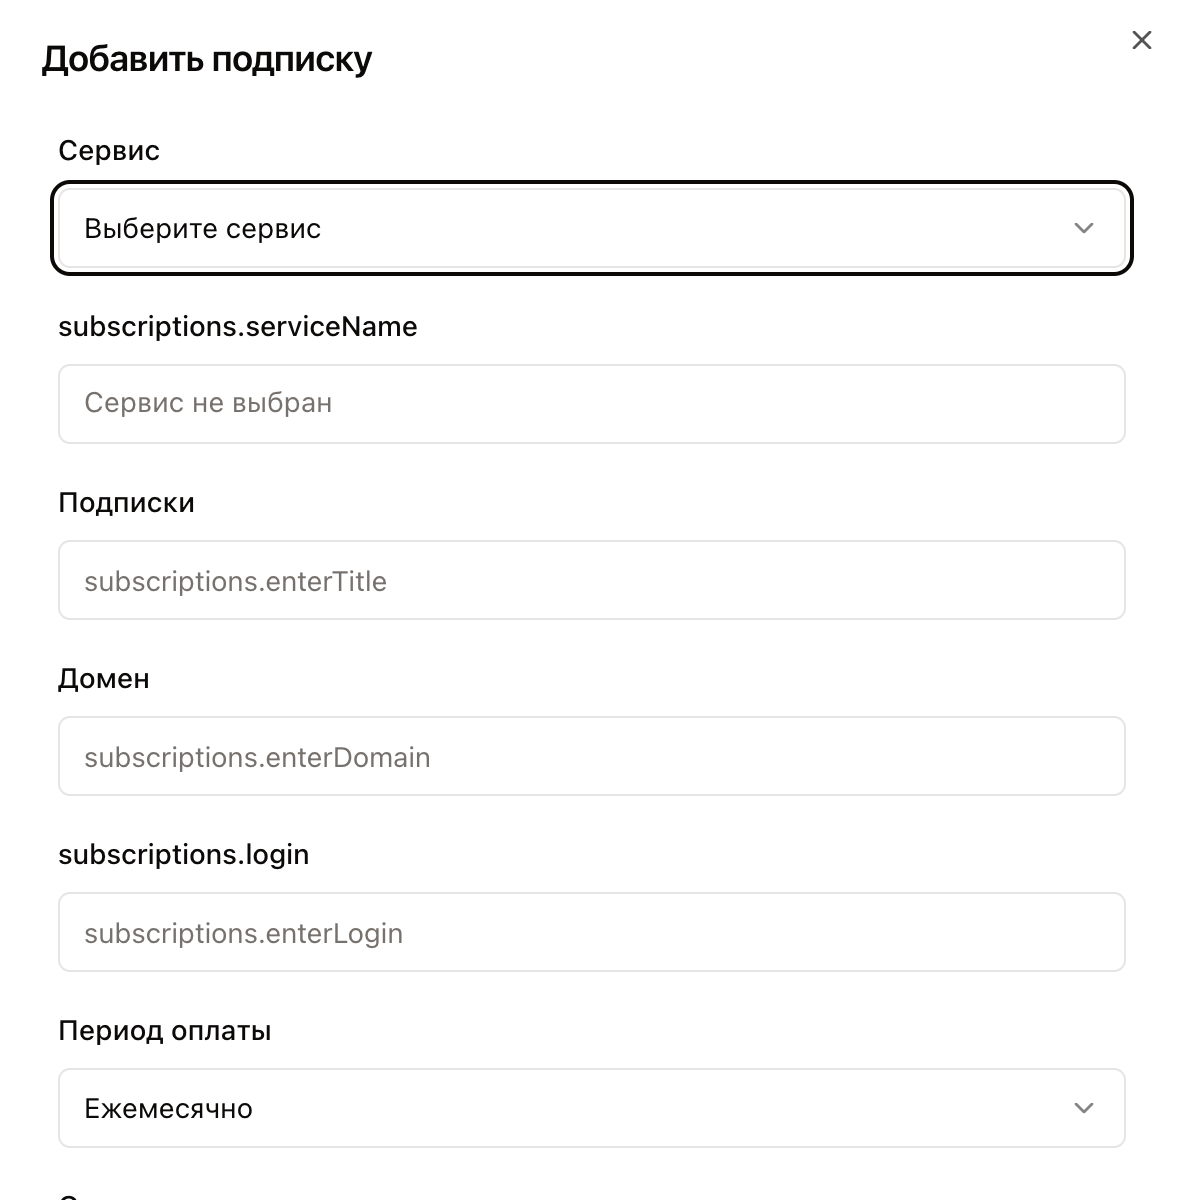 Добавить подписку
Сервис
Выберите сервис
subscriptions.serviceName
Сервис не выбран
Подписки
subscriptions.enterTitle
Домен
subscriptions.enterDomain
subscriptions.login
subscriptions.enterLogin
Период оплаты
Ежемесячно